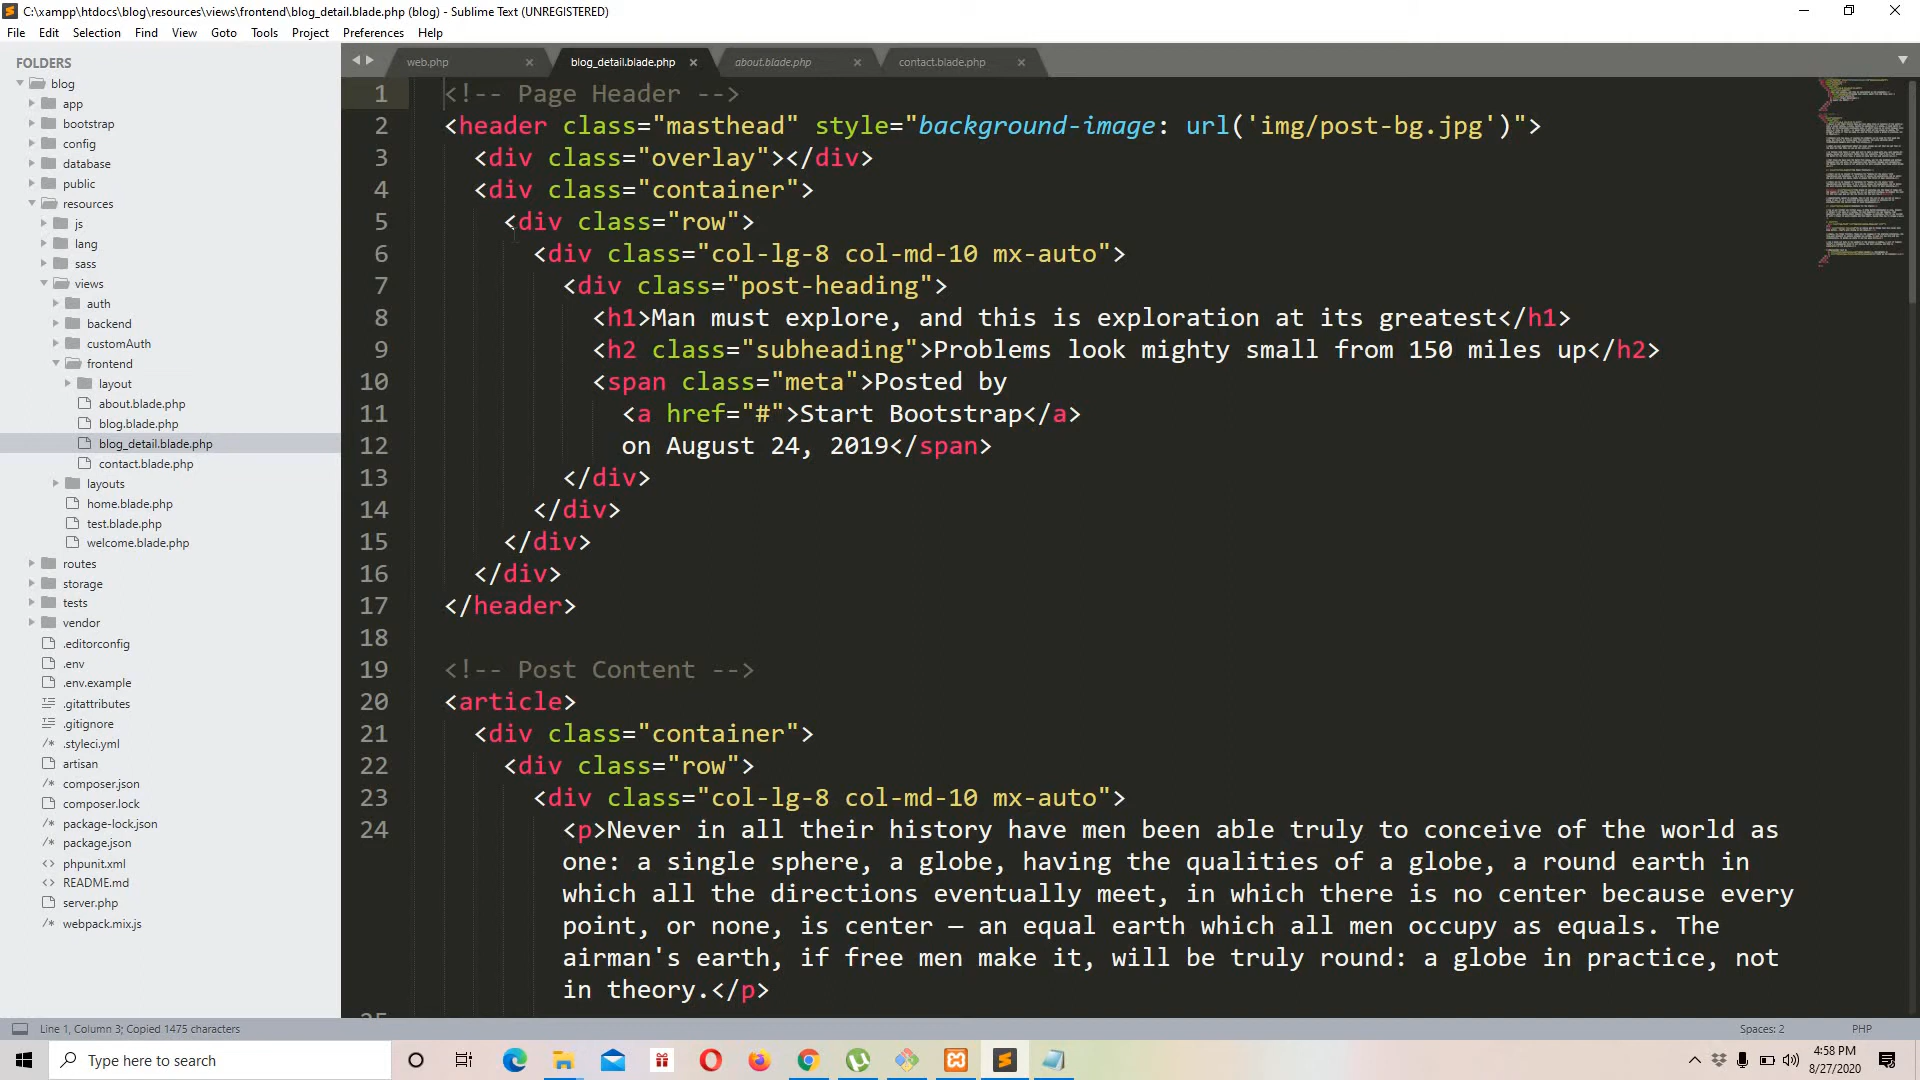 C:\xampp\htdocs\blog\resources\views\frontend\blog_detail.blade.php (blog) - Sublime Text (UNREGISTERED)
File Edit Selection Find View Goto Tools Project Preferences Help
FOLDERS
blog
app
bootstrap
config
database
public
resources
js
lang
sass
views
auth
backend
customAuth
frontend
layout
about.blade.php
blog.blade.php
blog_detail.blade.php
contact.blade.php
layouts
home.blade.php
test.blade.php
welcome.blade.php
routes
storage
tests
vendor
.editorconfig
.env
.env.example
.gitattributes
.gitignore
.styleci.yml
artisan
composer.json
composer.lock
package-lock.json
package.json
phpunit.xml
README.md
server.php
webpack.mix.js
web.php blog_detail.blade.php about.blade.php contact.blade.php
1 <!-- Page Header -->
2 <header class="masthead" style="background-image: url('img/post-bg.jpg')">
3 <div class="overlay"></div>
4 <div class="container">
5 <div class="row">
6 <div class="col-lg-8 col-md-10 mx-auto">
7 <div class="post-heading">
8 <h1>Man must explore, and this is exploration at its greatest</h1>
9 <h2 class="subheading">Problems look mighty small from 150 miles up</h2>
10 <span class="meta">Posted by
11 <a href="#">Start Bootstrap</a>
12 on August 24, 2019</span>
13 </div>
14 </div>
15 </div>
16 </div>
17 </header>
18
19 <!-- Post Content -->
20 <article>
21 <div class="container">
22 <div class="row">
23 <div class="col-lg-8 col-md-10 mx-auto">
24 <p>Never in all their history have men been able truly to conceive of the world as
one: a single sphere, a globe, having the qualities of a globe, a round earth in
which all the directions eventually meet, in which there is no center because every
point, or none, is center — an equal earth which all men occupy as equals. The
airman's earth, if free men make it, will be truly round: a globe in practice, not
in theory.</p>
25
Line 1, Column 3; Copied 1475 characters
Spaces: 2 PHP
Type here to search
4:58 PM
8/27/2020